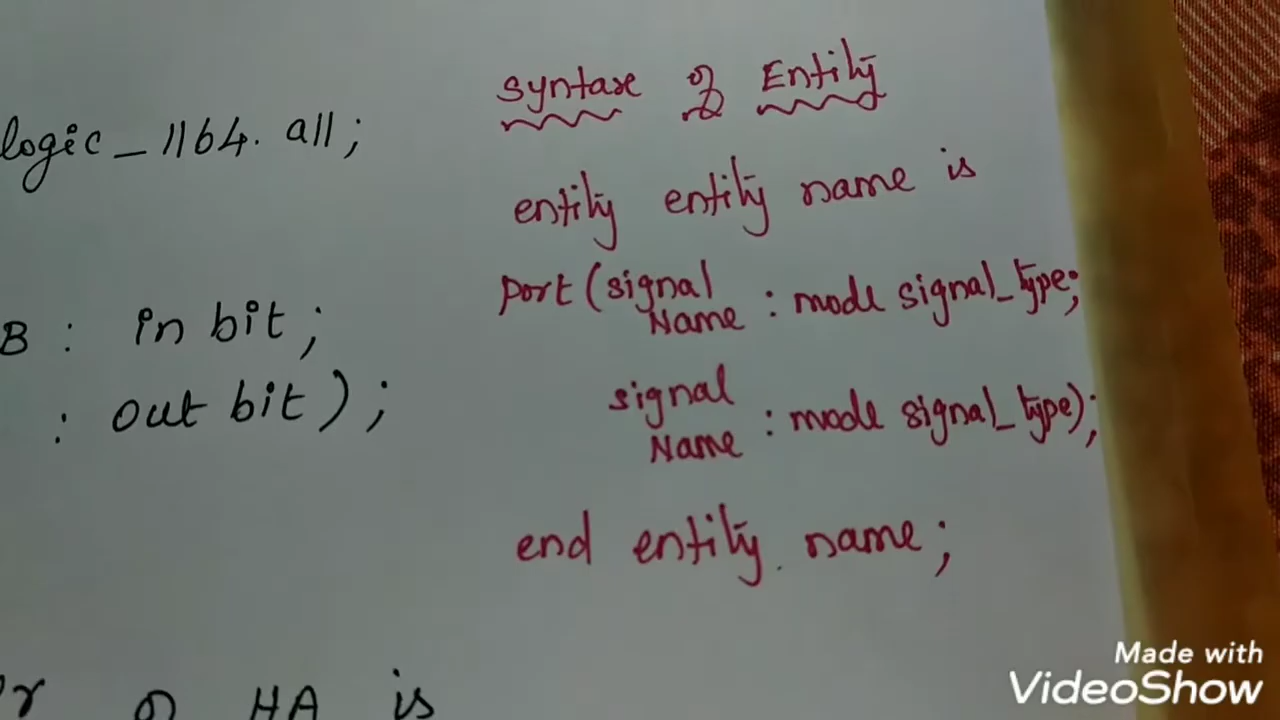 logic_1164.all;
B : in bit;
: out bit);
r of HA is
Syntax of Entity
entity entity name is
port (signal Name : mode signal_type;
signal Name : mode signal_type);
end entity name;
Made with
VideoShow